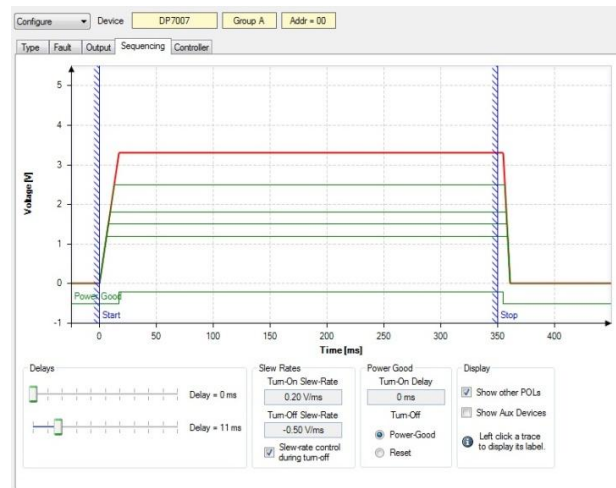 Configure Device DP7007 Group A Addr = 00
Type Fault Output Sequencing Controller
5
4
3
2
1
0
-1
Voltage [V]
Power Good
Start
Stop
0 50 100 150 200 250 300 350 400
Time [ms]
Delays
Delay = 0 ms
Delay = 11 ms
Slew Rates
Turn-On Slew-Rate
0.20 V/ms
Turn-Off Slew-Rate
-0.50 V/ms
Slew-rate control
during turn-off
Power Good
Turn-On Delay
0 ms
Turn-Off
Power-Good
Reset
Display
Show other POLs
Show Aux Devices
Left click a trace
to display its label.